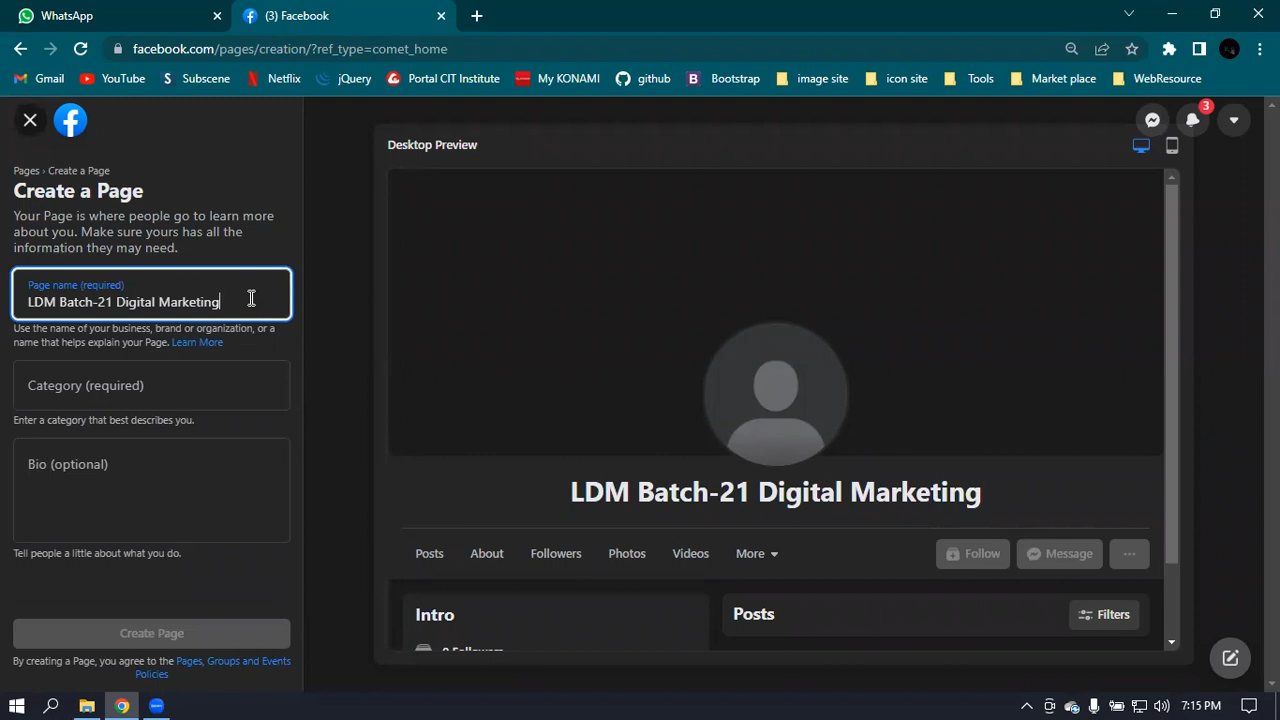 WhatsApp
(3) Facebook
facebook.com/pages/creation/?ref_type=comet_home
Gmail YouTube Subscene Netflix jQuery Portal CIT Institute My KONAMI github Bootstrap image site icon site Tools Market place WebResource
3
Desktop Preview
Pages › Create a Page
Create a Page
Your Page is where people go to learn more
about you. Make sure yours has all the
information they may need.
Page name (required)
LDM Batch-21 Digital Marketing
Use the name of your business, brand or organization, or a
name that helps explain your Page. Learn More
Category (required)
Enter a category that best describes you.
Bio (optional)
Tell people a little about what you do.
Create Page
By creating a Page, you agree to the Pages, Groups and Events
Policies
LDM Batch-21 Digital Marketing
Posts About Followers Photos Videos More Follow Message ...
Intro
Posts
Filters
0 Followers
7:15 PM